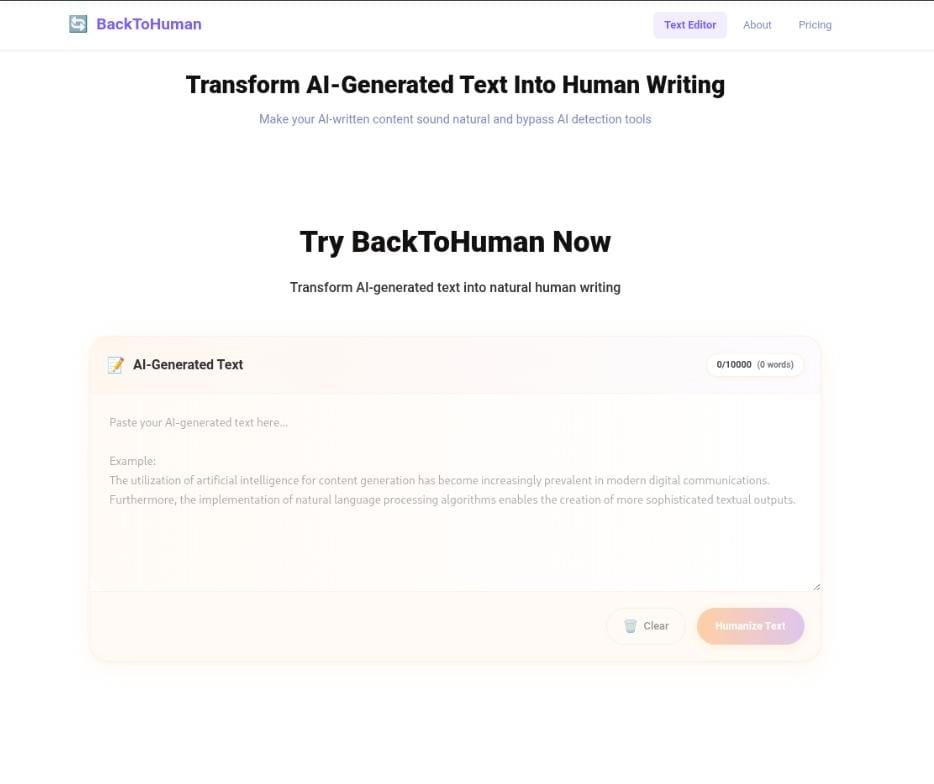 BackToHuman
Text Editor
About
Pricing
Transform AI-Generated Text Into Human Writing
Make your AI-written content sound natural and bypass AI detection tools
Try BackToHuman Now
Transform AI-generated text into natural human writing
AI-Generated Text
0/10000 (0 words)
Paste your AI-generated text here...
Example:
The utilization of artificial intelligence for content generation has become increasingly prevalent in modern digital communications.
Furthermore, the implementation of natural language processing algorithms enables the creation of more sophisticated textual outputs.
Clear
Humanize Text